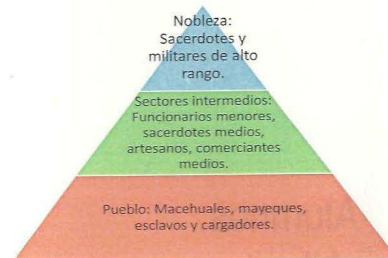 Nobleza:
Sacerdotes y
militares de alto
rango.
Sectores intermedios:
Funcionarios menores,
sacerdotes medios,
artesanos, comerciantes
medios.
Pueblo: Macehuales, mayeques,
esclavos y cargadores.